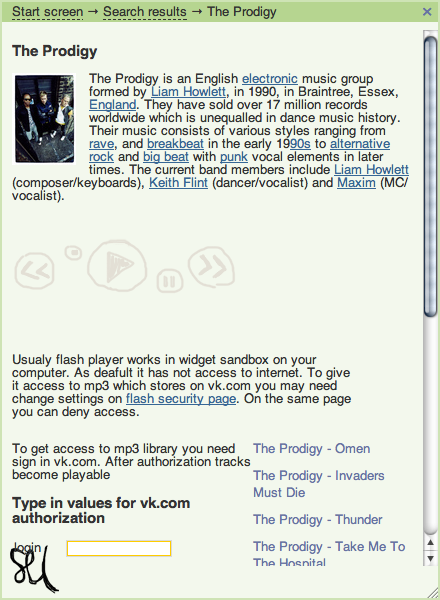 Start screen → Search results → The Prodigy
The Prodigy
The Prodigy is an English electronic music group
formed by Liam Howlett, in 1990, in Braintree, Essex,
England. They have sold over 17 million records
worldwide which is unequalled in dance music history.
Their music consists of various styles ranging from
rave, and breakbeat in the early 1990s to alternative
rock and big beat with punk vocal elements in later
times. The current band members include Liam Howlett
(composer/keyboards), Keith Flint (dancer/vocalist) and Maxim (MC/
vocalist).
Usualy flash player works in widget sandbox on your
computer. As deafult it has not access to internet. To give
it access to mp3 which stores on vk.com you may need
change settings on flash security page. On the same page
you can deny access.
To get access to mp3 library you need
sign in vk.com. After authorization tracks
become playable
Type in values for vk.com
authorization
login
The Prodigy - Omen
The Prodigy - Invaders
Must Die
The Prodigy - Thunder
The Prodigy - Take Me To
The Hospital